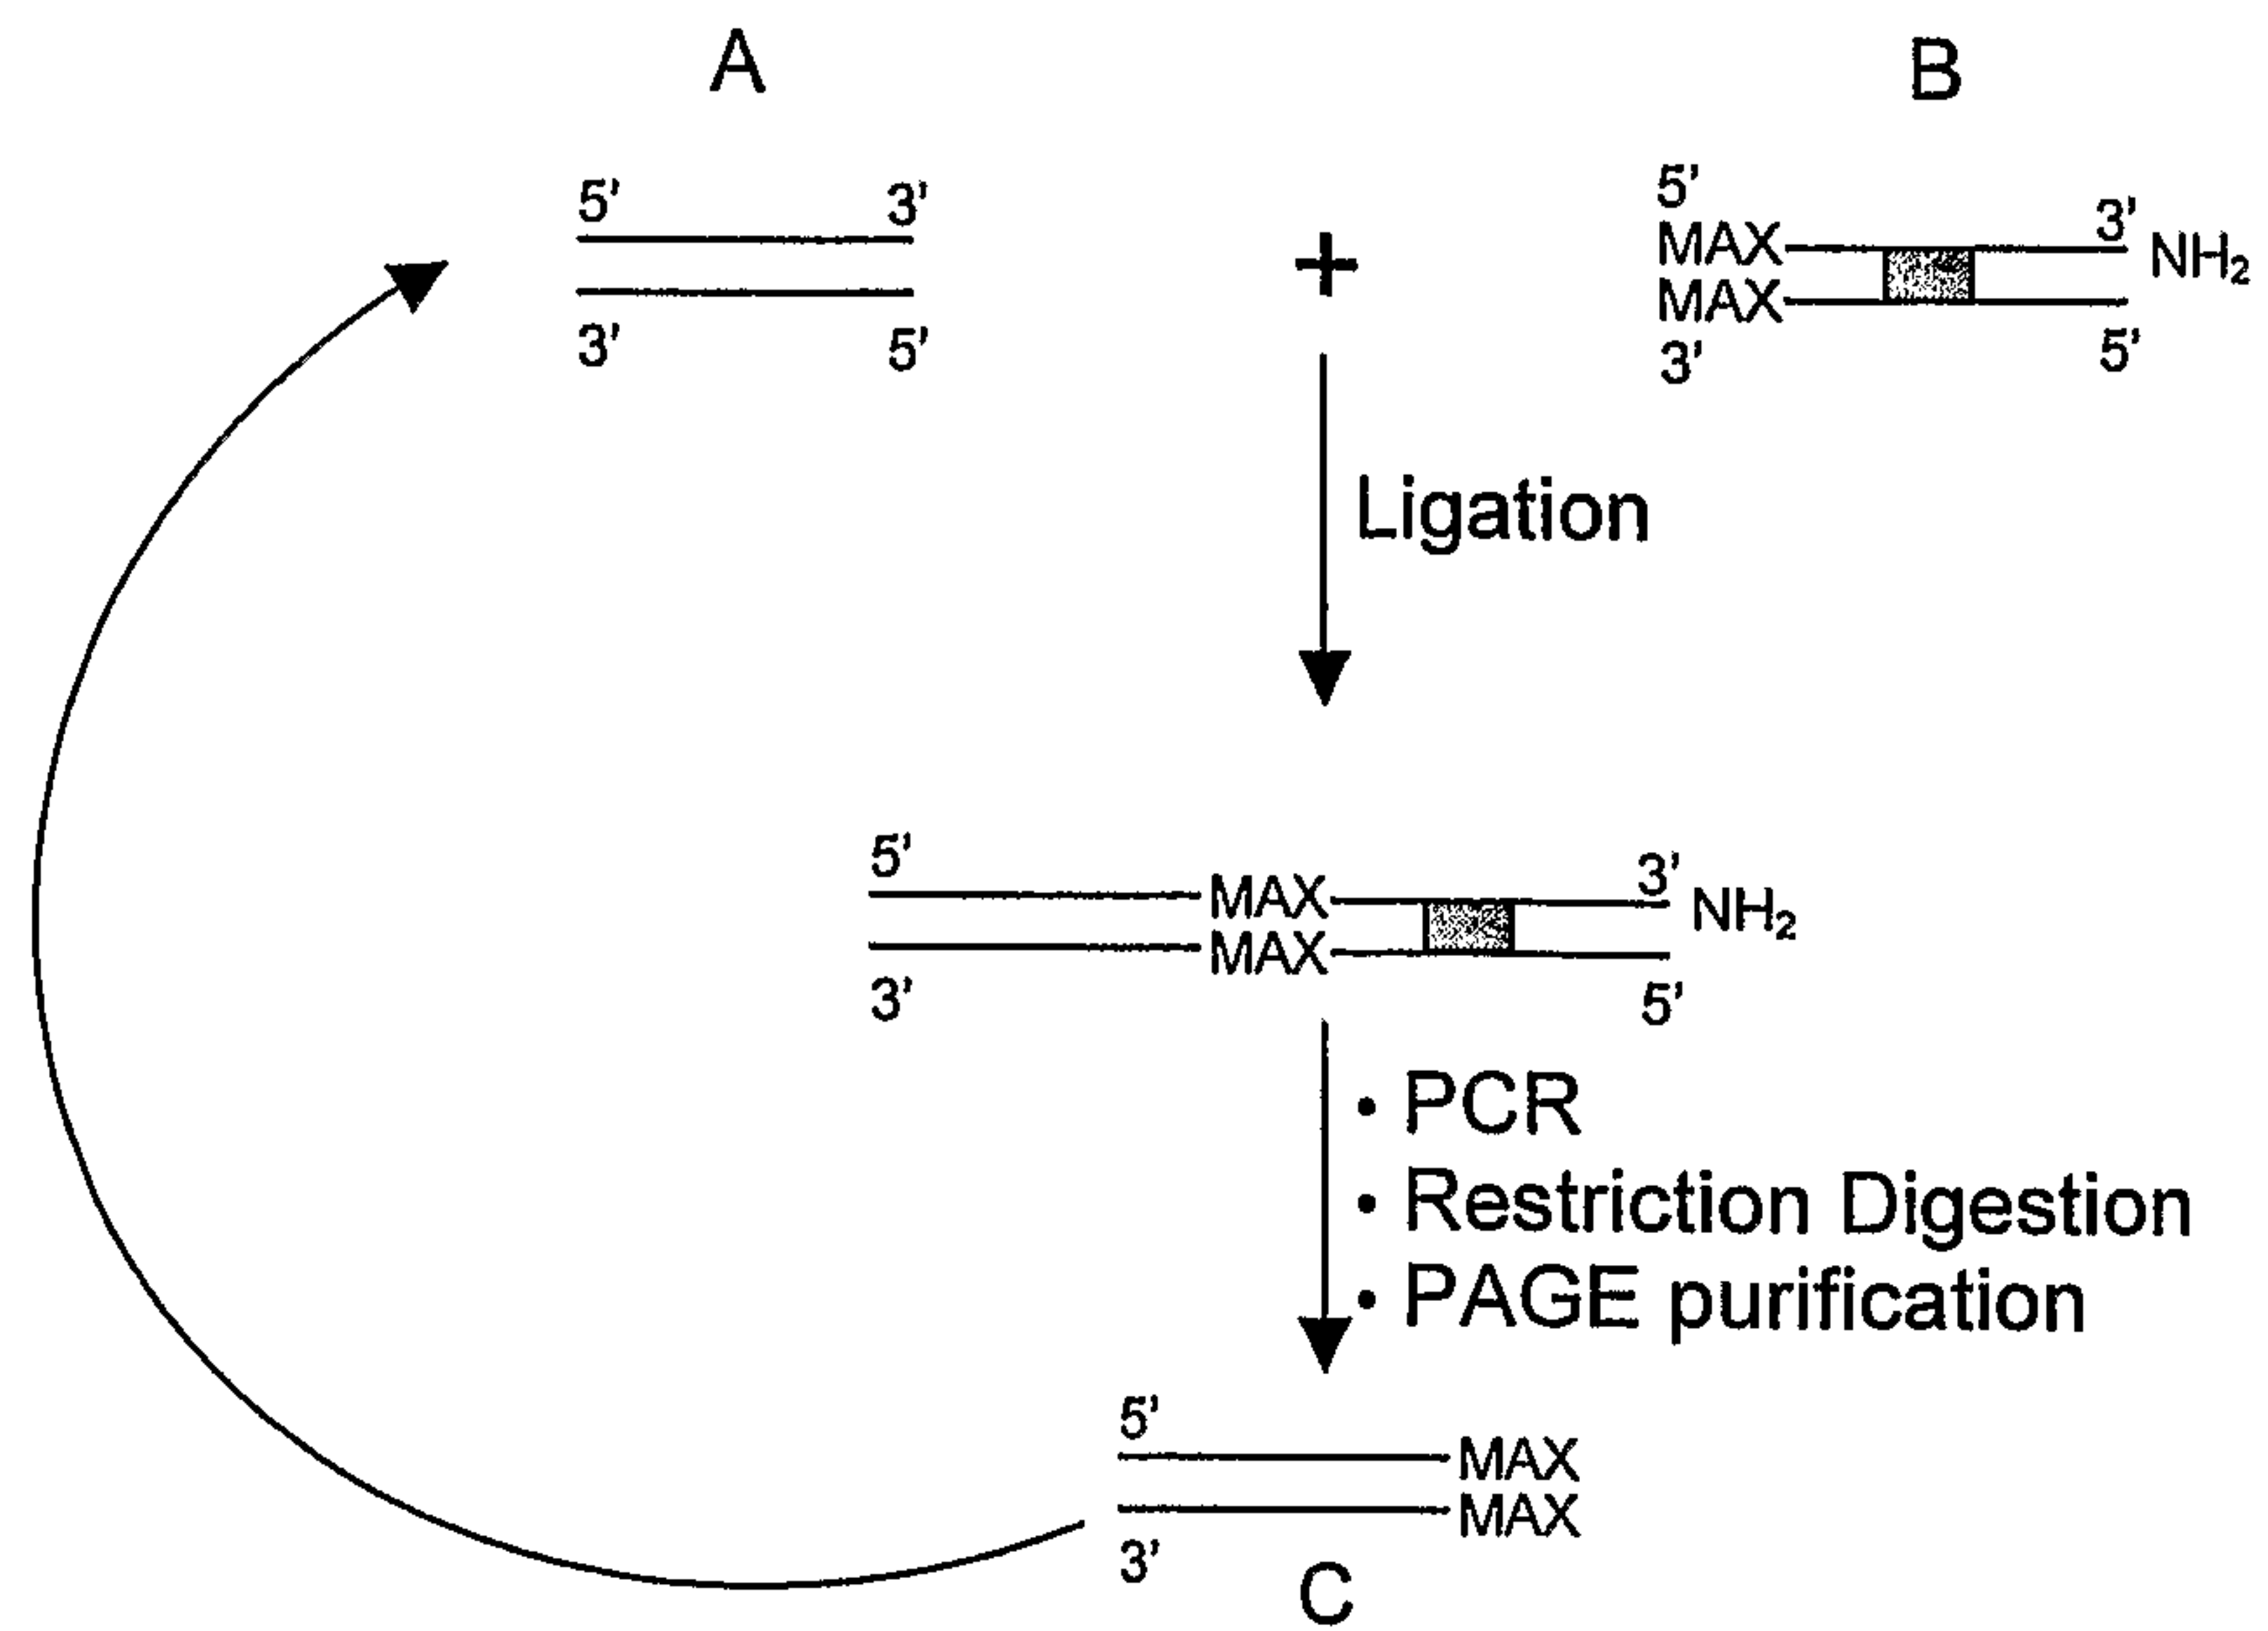 A
B
5'
3'
3'
5'
+
5'
MAX
3'
NH2
MAX
3'
5'
Ligation
5'
MAX
3'
NH2
MAX
3'
5'
• PCR
• Restriction Digestion
• PAGE purification
5'
MAX
MAX
3'
C